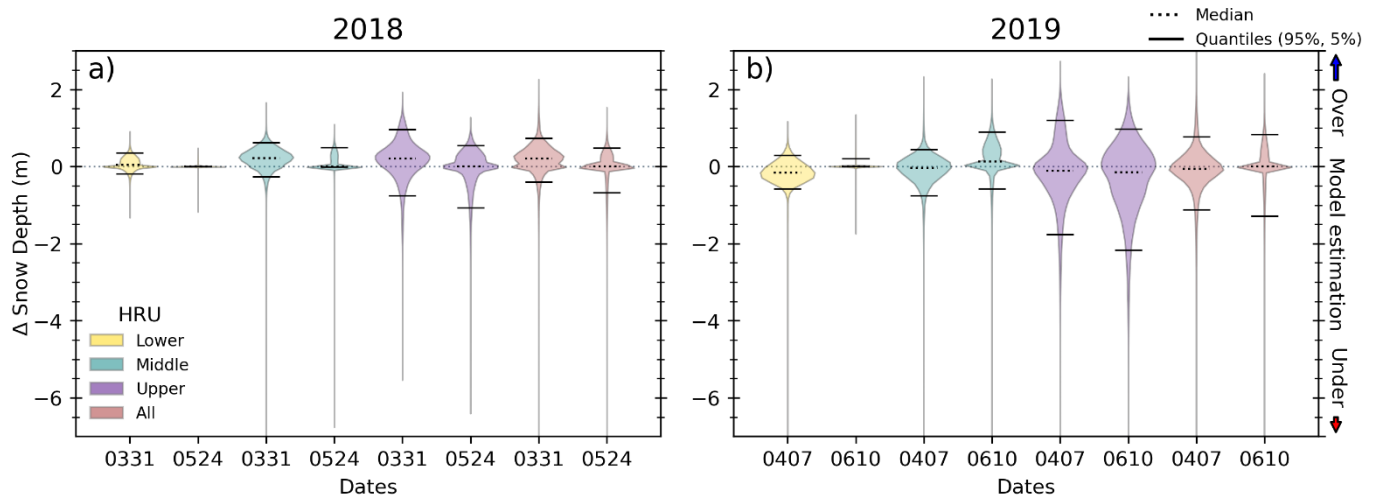 2018
2019
Median
Quantiles (95%, 5%)
a)
b)
Δ Snow Depth (m)
2
0
−2
−4
−6
HRU
Lower
Middle
Upper
All
0331 0524 0331 0524 0331 0524 0331 0524
Dates
2
0
−2
−4
−6
0407 0610 0407 0610 0407 0610 0407 0610
Dates
Over
Model estimation
Under